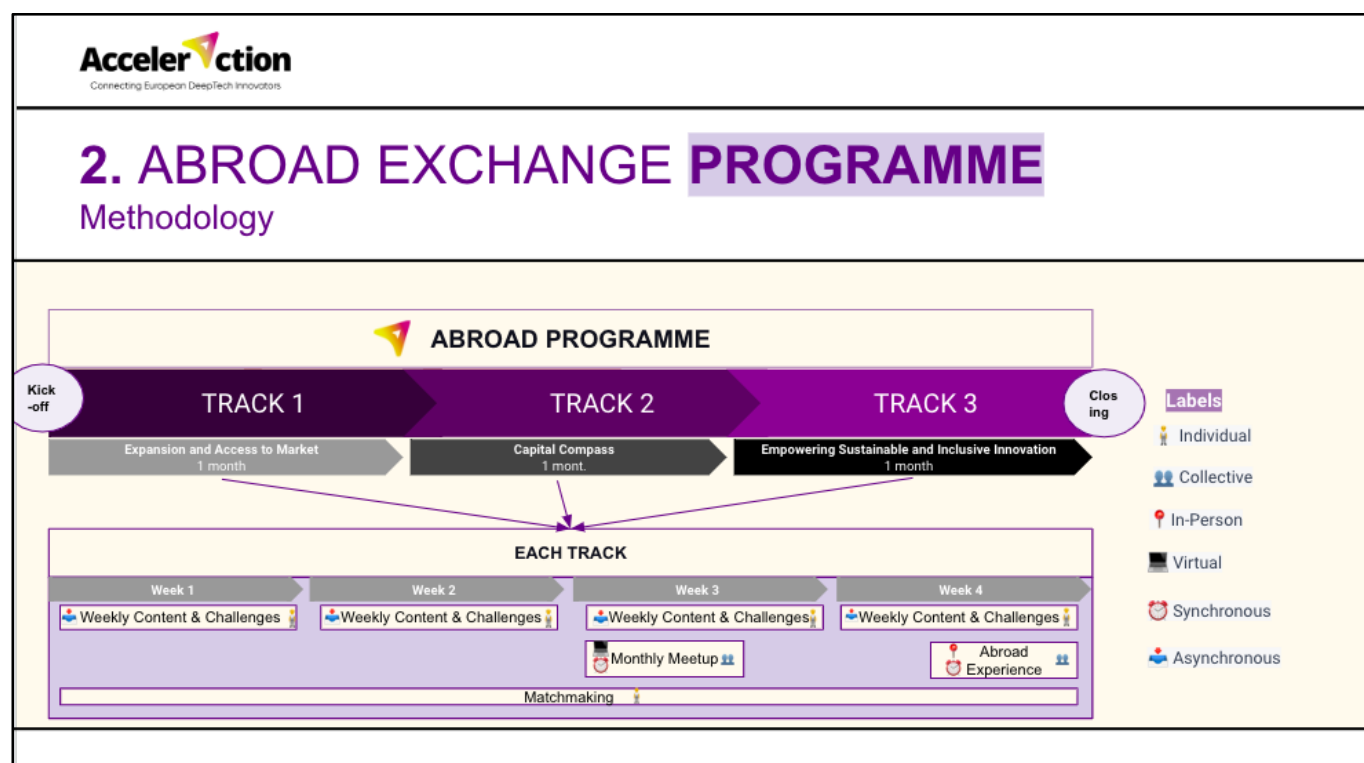 Acceler ction
Connecting European DeepTech Innovators
2. ABROAD EXCHANGE PROGRAMME
Methodology
ABROAD PROGRAMME
Kick
-off
TRACK 1
TRACK 2
TRACK 3
Clos
ing
Expansion and Access to Market
1 month
Capital Compass
1 mont.
Empowering Sustainable and Inclusive Innovation
1 month
EACH TRACK
Week 1
Week 2
Week 3
Week 4
Weekly Content & Challenges
Weekly Content & Challenges
Weekly Content & Challenges
Weekly Content & Challenges
Monthly Meetup
Abroad
Experience
Matchmaking
Labels
Individual
Collective
In-Person
Virtual
Synchronous
Asynchronous